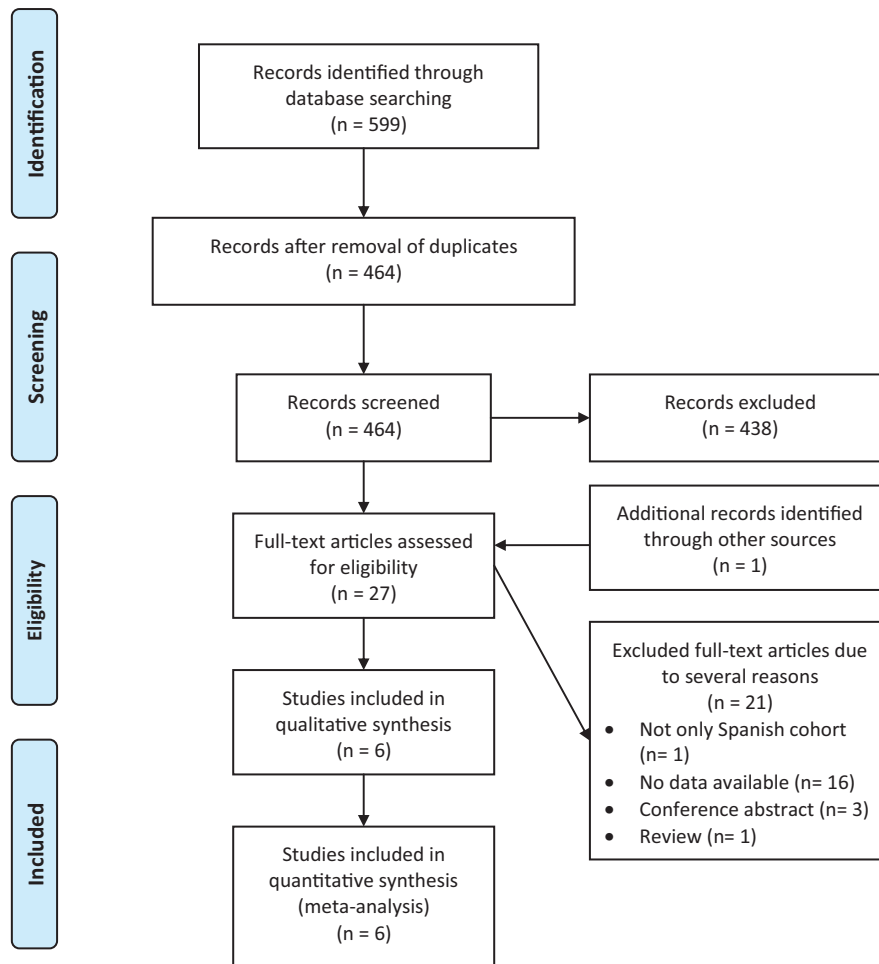 Identification
Records identified through
database searching
(n = 599)
Records after removal of duplicates
(n = 464)
Screening
Records screened
(n = 464)
Records excluded
(n = 438)
Eligibility
Full-text articles assessed
for eligibility
(n = 27)
Additional records identified
through other sources
(n = 1)
Excluded full-text articles due
to several reasons
(n = 21)
• Not only Spanish cohort
(n= 1)
• No data available (n= 16)
• Conference abstract (n= 3)
• Review (n= 1)
Studies included in
qualitative synthesis
(n = 6)
Included
Studies included in
quantitative synthesis
(meta-analysis)
(n = 6)